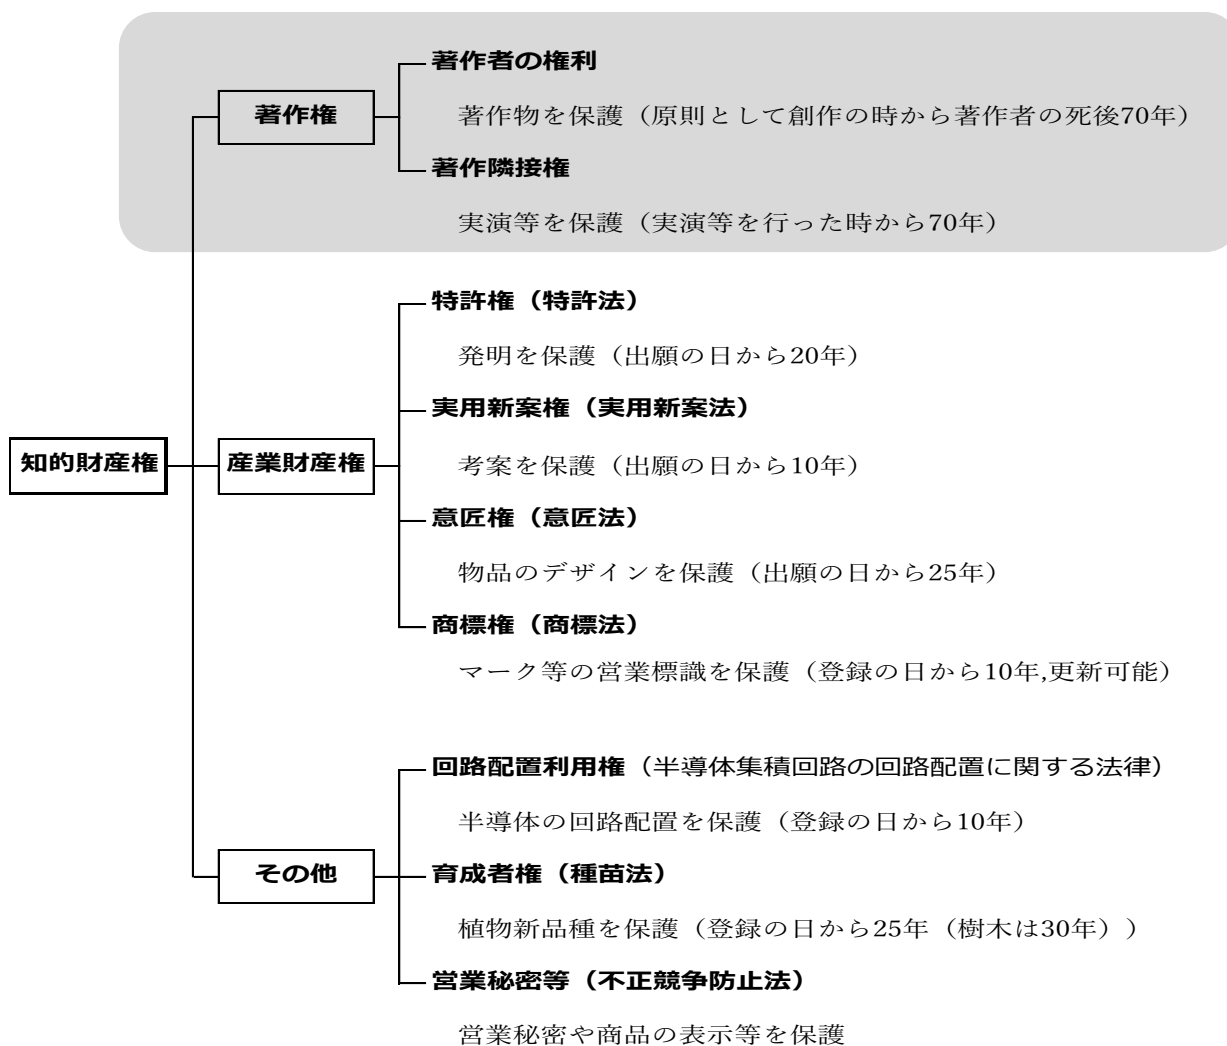 著作者の権利
著作権
著作物を保護（原則として創作の時から著作者の死後70年）
著作隣接権
実演等を保護（実演等を行った時から70年）
特許権（特許法）
発明を保護（出願の日から20年）
実用新案権（実用新案法）
知的財産権
産業財産権
考案を保護（出願の日から10年）
意匠権（意匠法）
物品のデザインを保護（出願の日から25年）
商標権（商標法）
マーク等の営業標識を保護（登録の日から10年,更新可能）
回路配置利用権（半導体集積回路の回路配置に関する法律）
半導体の回路配置を保護（登録の日から10年）
その他
育成者権（種苗法）
植物新品種を保護（登録の日から25年（樹木は30年））
営業秘密等（不正競争防止法）
営業秘密や商品の表示等を保護